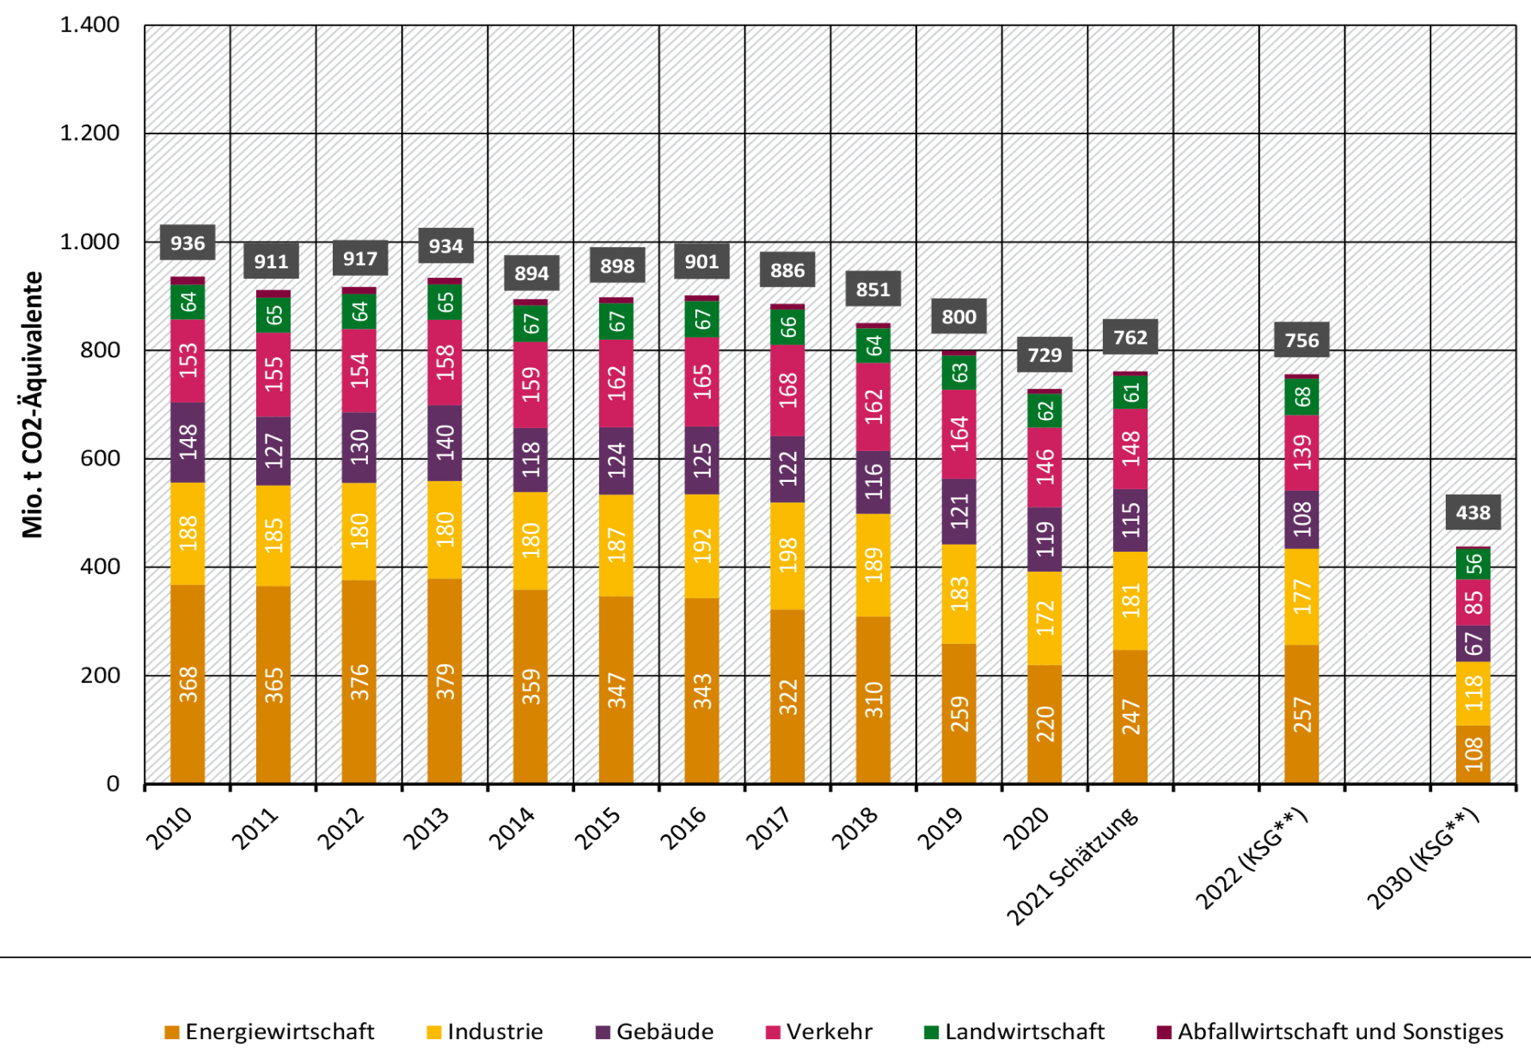 Mio. t CO2-Äquivalente
1.400
1.200
1.000
800
600
400
200
0
936 911 917 934 894 898 901 886 851 800 729 762 756 438
64 65 64 65 67 67 67 66 64 63 62 61 68 56
153 155 154 158 159 162 165 168 162 164 146 148 139 85
148 127 130 140 118 124 125 122 116 121 119 115 108 67
188 185 180 180 180 187 192 198 189 183 172 181 177 118
368 365 376 379 359 347 343 322 310 259 220 247 257 108
2010 2011 2012 2013 2014 2015 2016 2017 2018 2019 2020 2021 Schätzung 2022 (KSG**) 2030 (KSG**)
Energiewirtschaft Industrie Gebäude Verkehr Landwirtschaft Abfallwirtschaft und Sonstiges